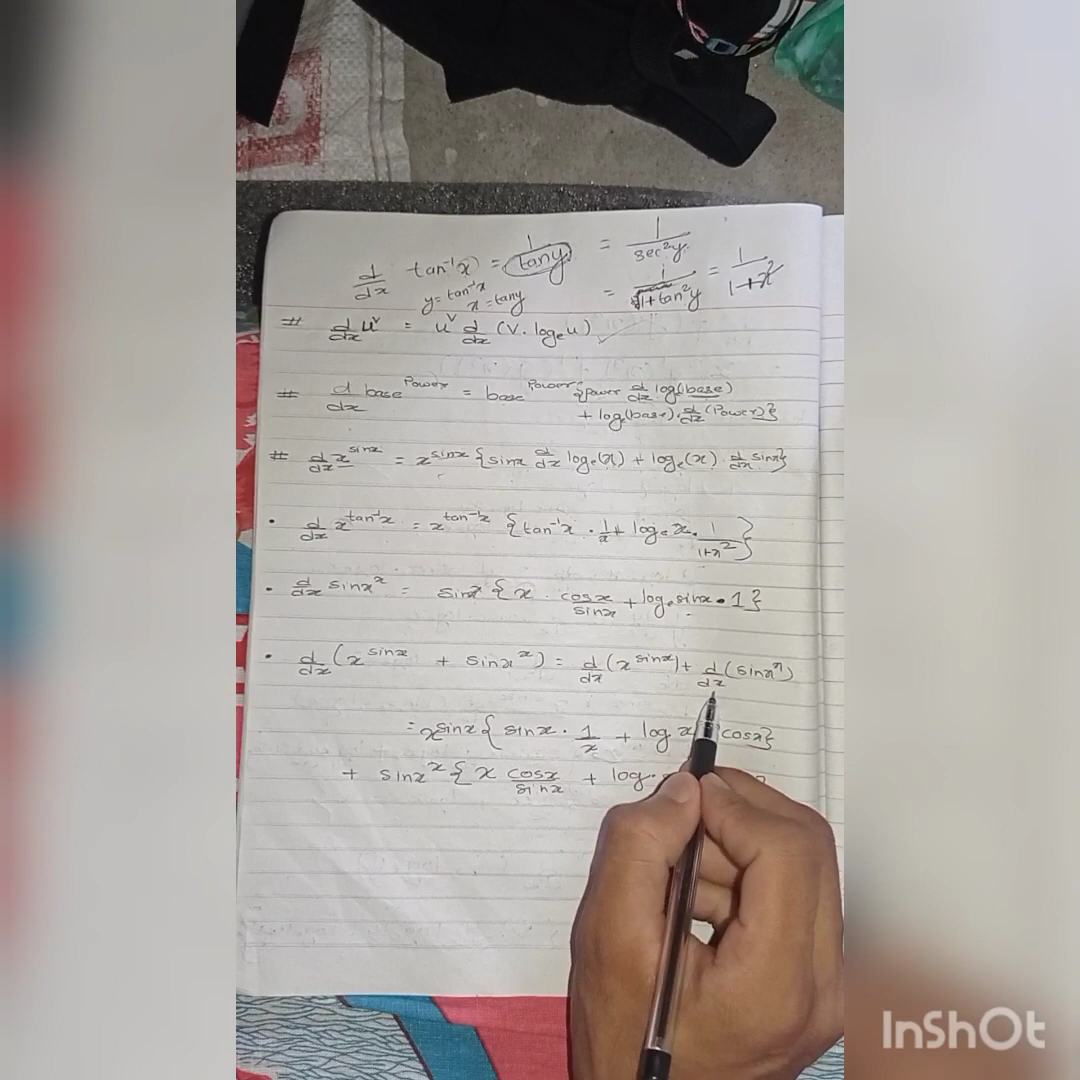 d/dx tan⁻¹(x) = 1/tany = 1/sec²y
y = tan⁻¹x
x = tany
= 1/1+tan²y = 1/1+x²
# d/dx u^v = u^v d/dx (v . logₑu)
# d/dx base^Power = base^Power {Power d/dx log(base)
+ log(base) . d/dx (Power)}
# d/dx x^sinx = x^sinx {sinx d/dx logₑ(x) + logₑ(x) . d/dx sinx}
• d/dx x^tan⁻¹x = x^tan⁻¹x {tan⁻¹x . 1/x + logₑ x . 1/1+x²}
• d/dx sinx^x = sinx^x {x . cosx/sinx + logₑ sinx . 1}
• d/dx (x^sinx + sinx^x) = d/dx (x^sinx) + d/dx (sinx^x)
= x^sinx { sinx . 1/x + log x cosx}
+ sinx^x { x cosx/sinx + log }
InShOt